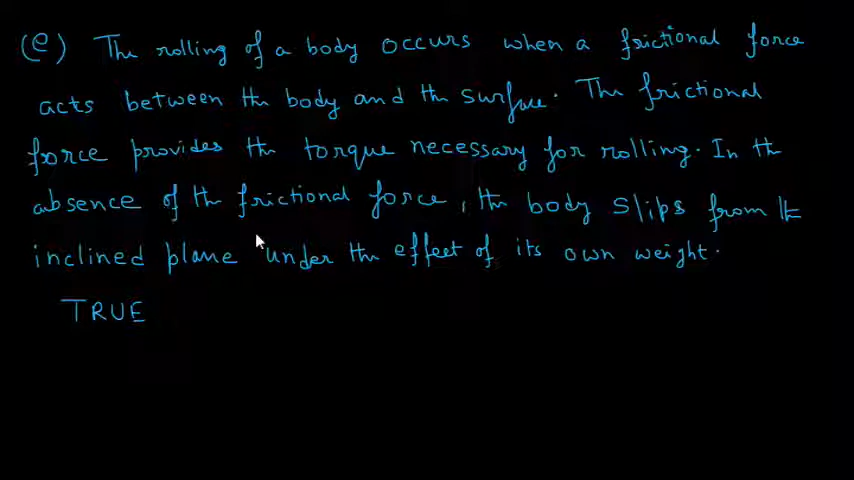 (e) The rolling of a body occurs when a frictional force
acts between the body and the surface. The frictional
force provides the torque necessary for rolling. In the
absence of the frictional force, the body slips from the
inclined plane under the effect of its own weight.
TRUE